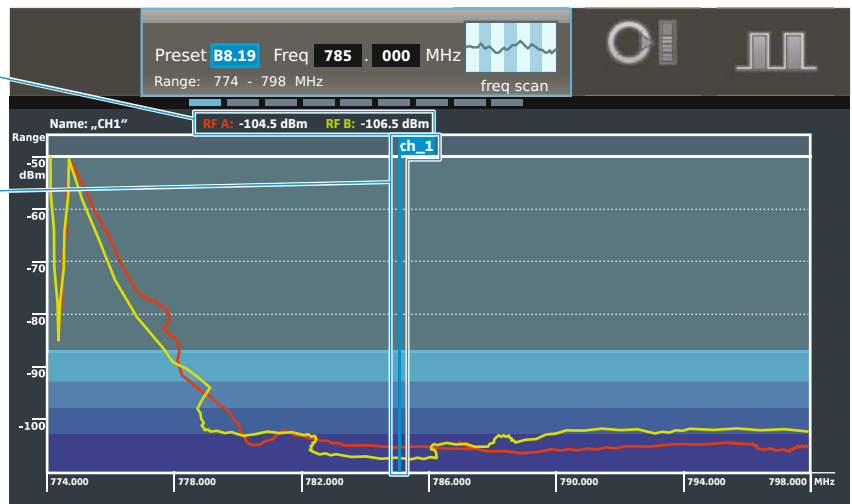 Preset B8.19 Freq 785 . 000 MHz
Range: 774 - 798 MHz
freq scan
Name: „CH1“ RF A: -104.5 dBm RF B: -106.5 dBm
Range
ch_1
-50
dBm
-60
-70
-80
-90
-100
774.000 778.000 782.000 786.000 790.000 794.000 798.000 MHz